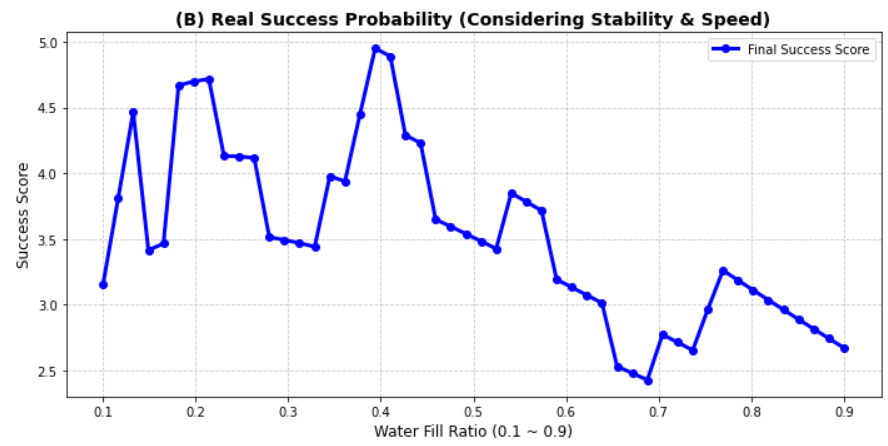 (B) Real Success Probability (Considering Stability & Speed)
Final Success Score
Success Score
5.0
4.5
4.0
3.5
3.0
2.5
0.1 0.2 0.3 0.4 0.5 0.6 0.7 0.8 0.9
Water Fill Ratio (0.1 ~ 0.9)